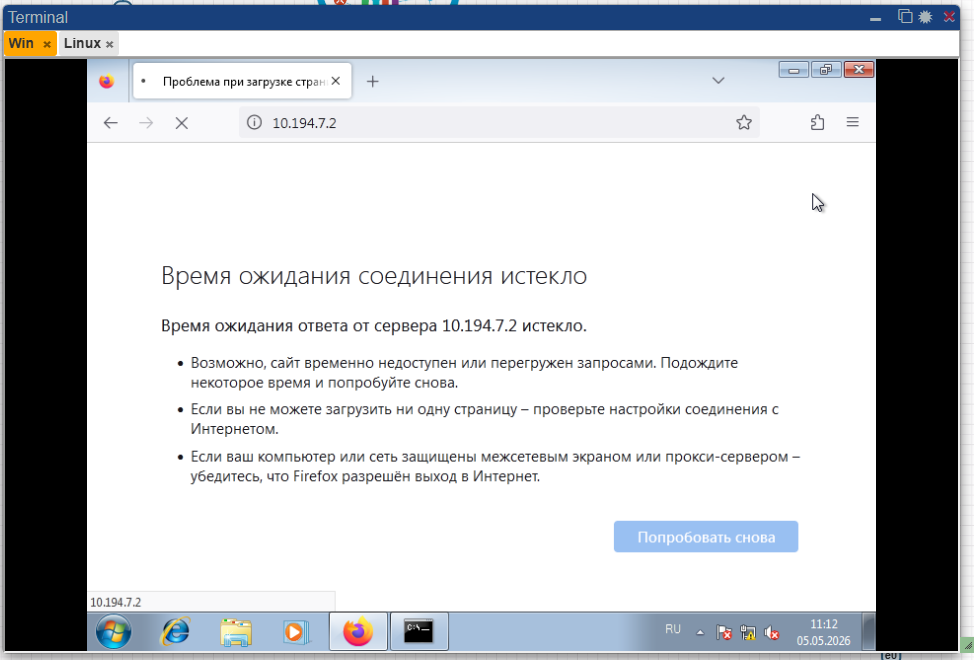 Terminal
Win × Linux ×
Проблема при загрузке стран
10.194.7.2
Время ожидания соединения истекло
Время ожидания ответа от сервера 10.194.7.2 истекло.
• Возможно, сайт временно недоступен или перегружен запросами. Подождите
некоторое время и попробуйте снова.
• Если вы не можете загрузить ни одну страницу – проверьте настройки соединения с
Интернетом.
• Если ваш компьютер или сеть защищены межсетевым экраном или прокси-сервером –
убедитесь, что Firefox разрешён выход в Интернет.
Попробовать снова
10.194.7.2
RU
11:12
05.05.2026
[e0]